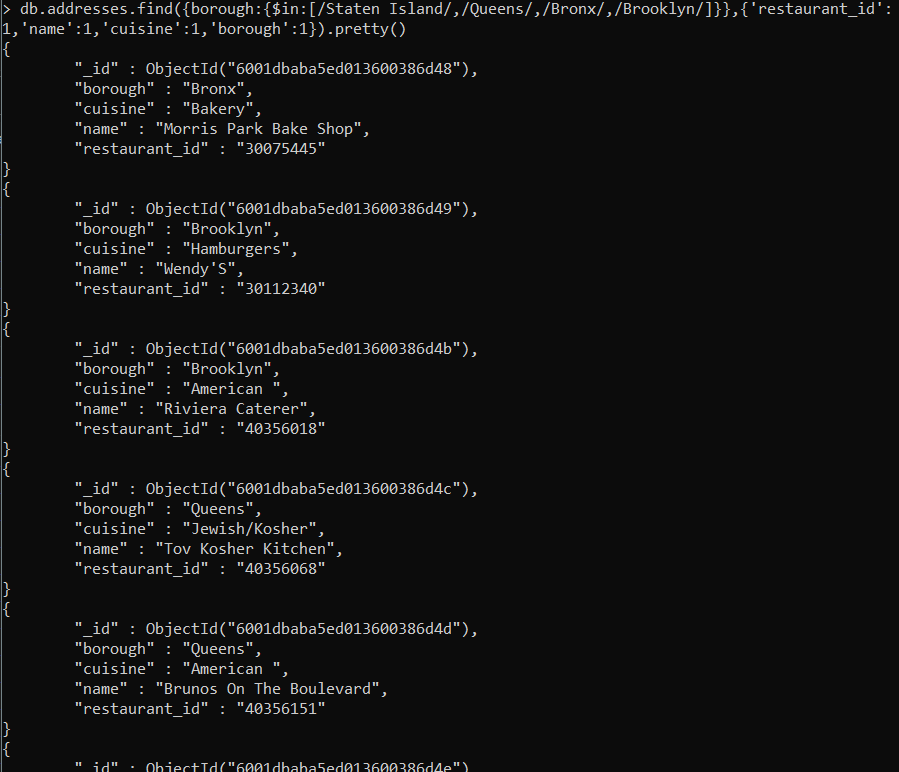 > db.addresses.find({borough:{$in:[/Staten Island/,/Queens/,/Bronx/,/Brooklyn/]}},{'restaurant_id':
1,'name':1,'cuisine':1,'borough':1}).pretty()
{
"_id" : ObjectId("6001dbaba5ed013600386d48"),
"borough" : "Bronx",
"cuisine" : "Bakery",
"name" : "Morris Park Bake Shop",
"restaurant_id" : "30075445"
}
{
"_id" : ObjectId("6001dbaba5ed013600386d49"),
"borough" : "Brooklyn",
"cuisine" : "Hamburgers",
"name" : "Wendy'S",
"restaurant_id" : "30112340"
}
{
"_id" : ObjectId("6001dbaba5ed013600386d4b"),
"borough" : "Brooklyn",
"cuisine" : "American ",
"name" : "Riviera Caterer",
"restaurant_id" : "40356018"
}
{
"_id" : ObjectId("6001dbaba5ed013600386d4c"),
"borough" : "Queens",
"cuisine" : "Jewish/Kosher",
"name" : "Tov Kosher Kitchen",
"restaurant_id" : "40356068"
}
{
"_id" : ObjectId("6001dbaba5ed013600386d4d"),
"borough" : "Queens",
"cuisine" : "American ",
"name" : "Brunos On The Boulevard",
"restaurant_id" : "40356151"
}
{
"_id" : ObjectId("6001dbaba5ed013600386d4e")